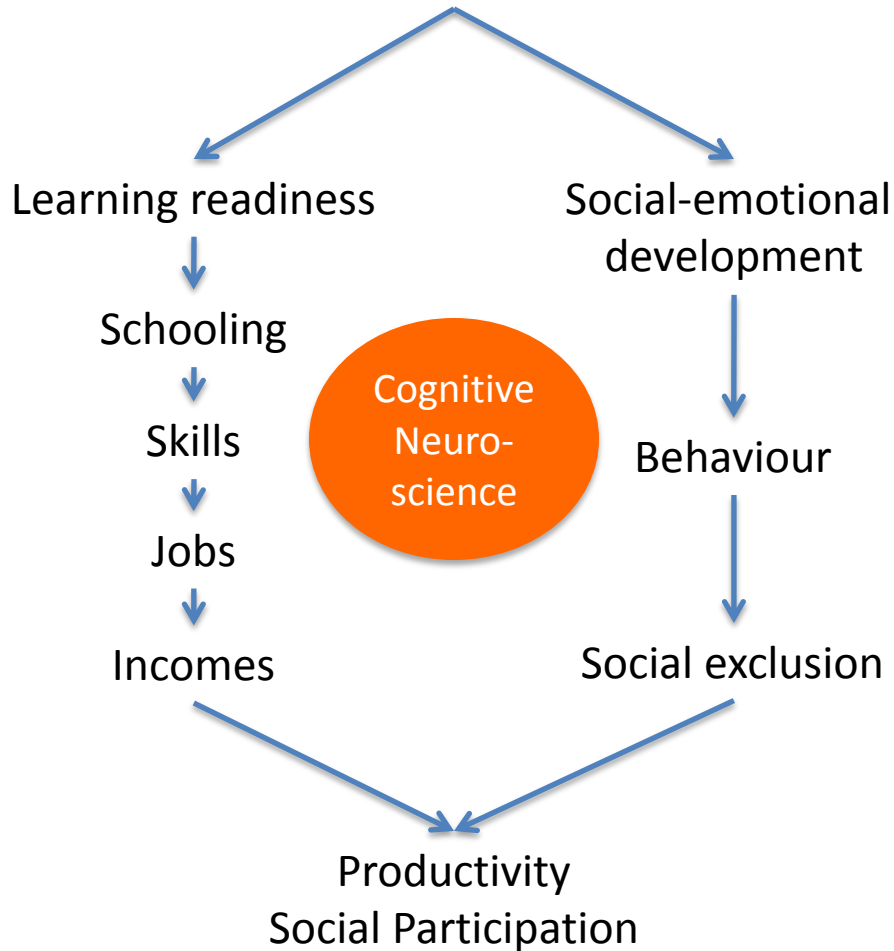 Learning readiness
Schooling
Skills
Jobs
Incomes
Cognitive
Neuro-
science
Social-emotional
development
Behaviour
Social exclusion
Productivity
Social Participation